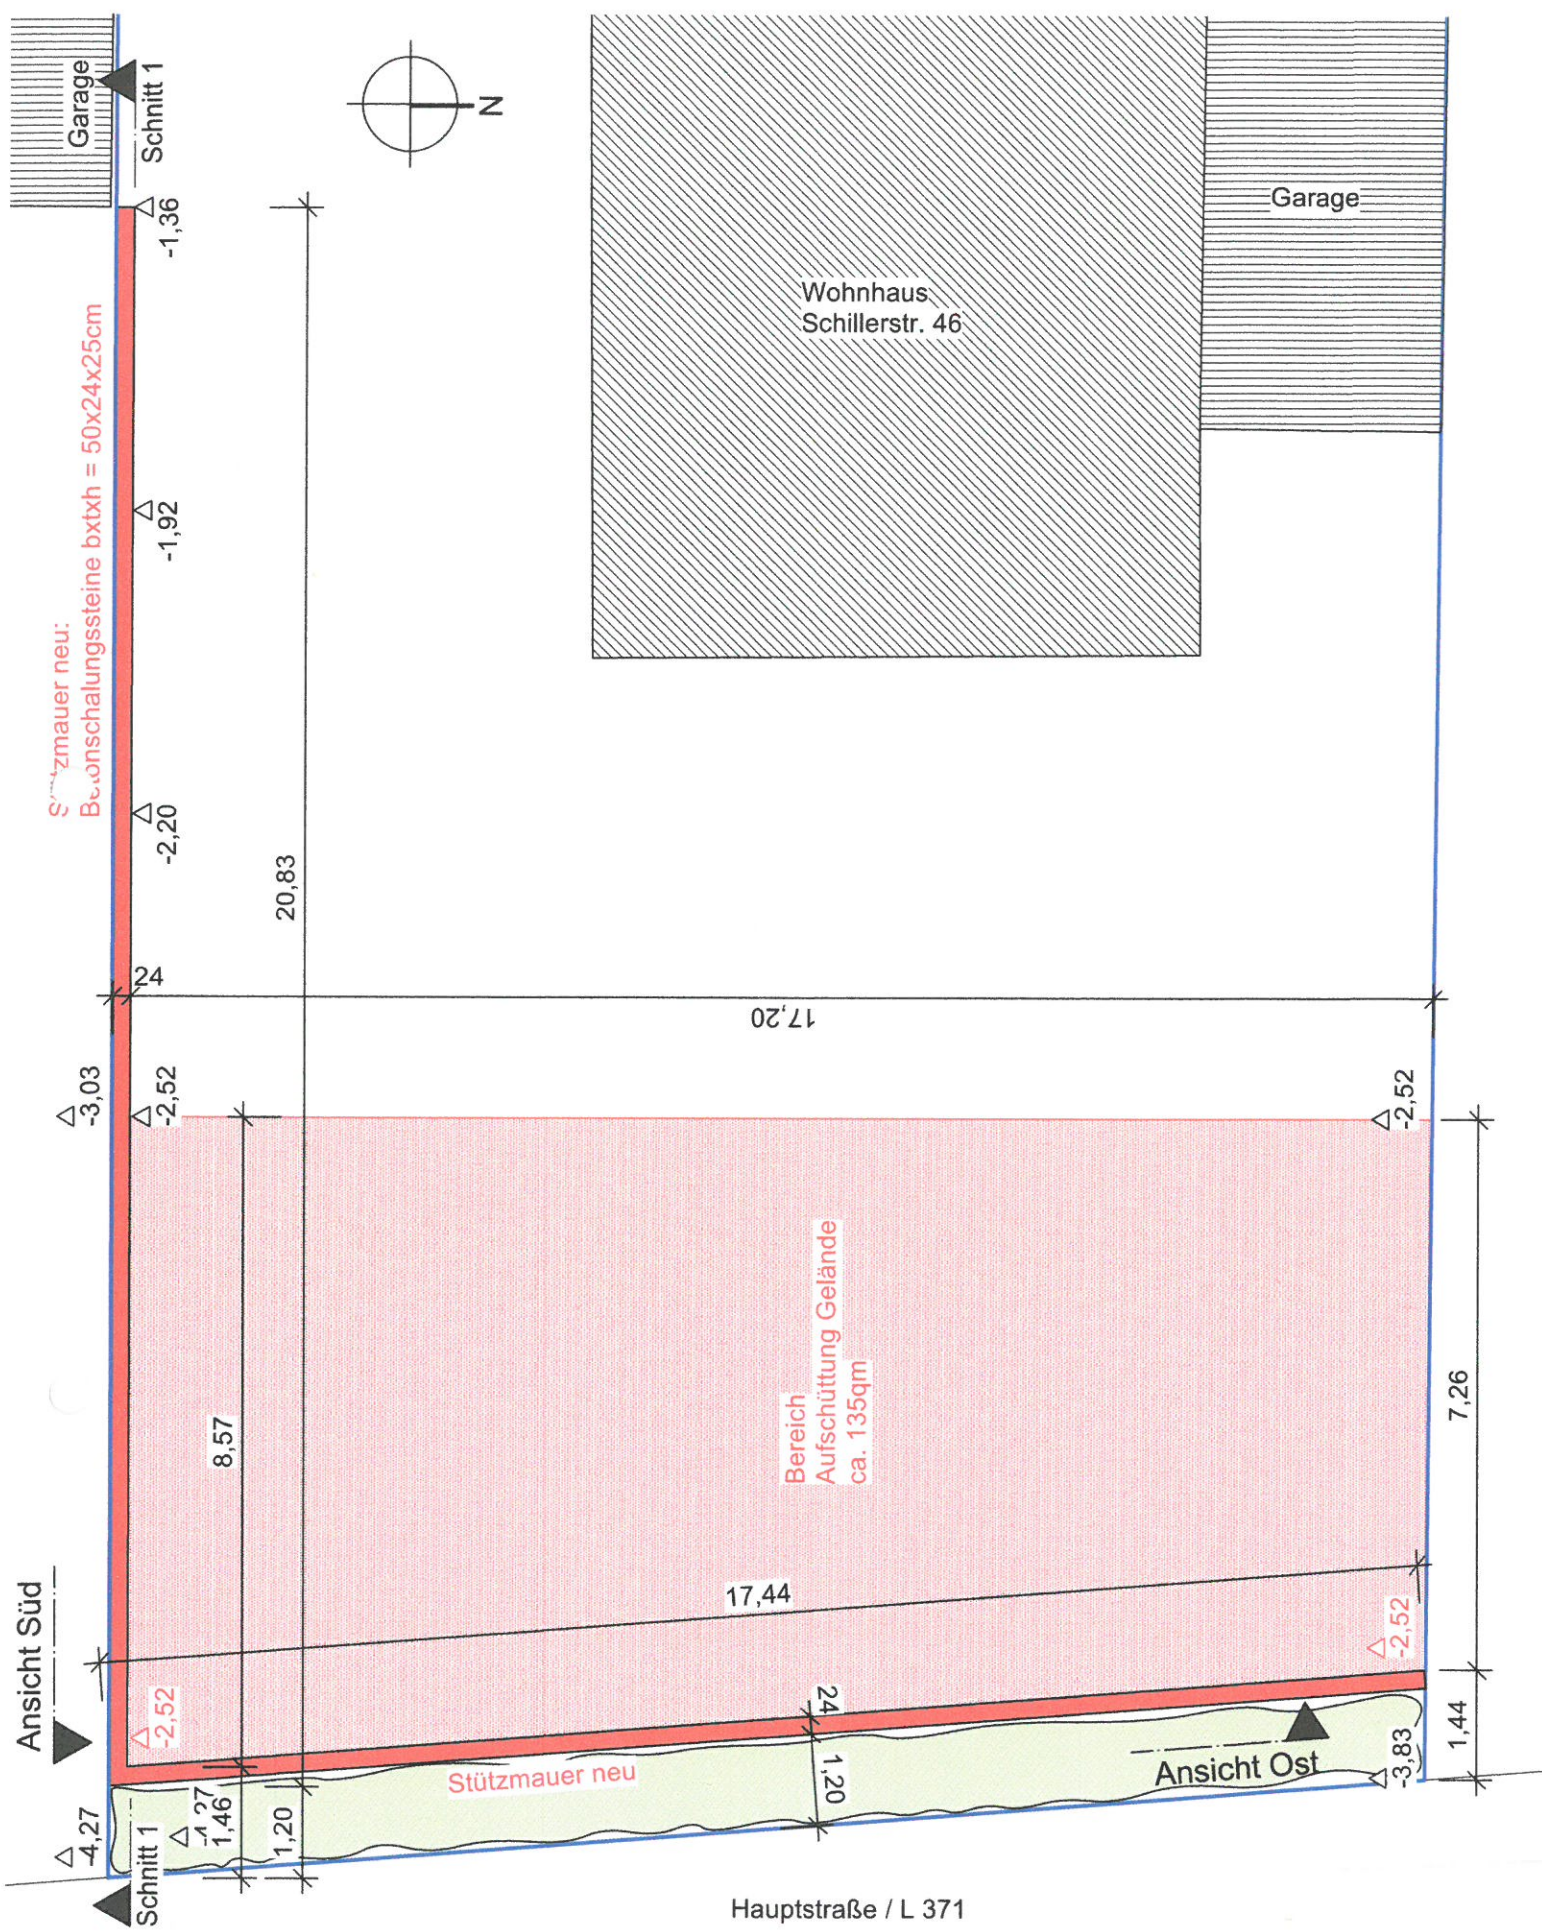 Garage
Schnitt 1
N
-1,36
Garage
Wohnhaus
Schillerstr. 46
zmauer neu:
onschalungssteine bxtxh = 50x24x25cm
-1,92
-2,20
20,83
24
17,20
-3,03
-2,52
-2,52
Bereich
Aufschüttung Gelände
ca. 135qm
8,57
7,26
Ansicht Süd
17,44
-2,52
-2,52
24
Stützmauer neu
1,20
Ansicht Ost
-3,83
1,44
-4,27
1,46
1,20
Schnitt 1
Hauptstraße / L 371